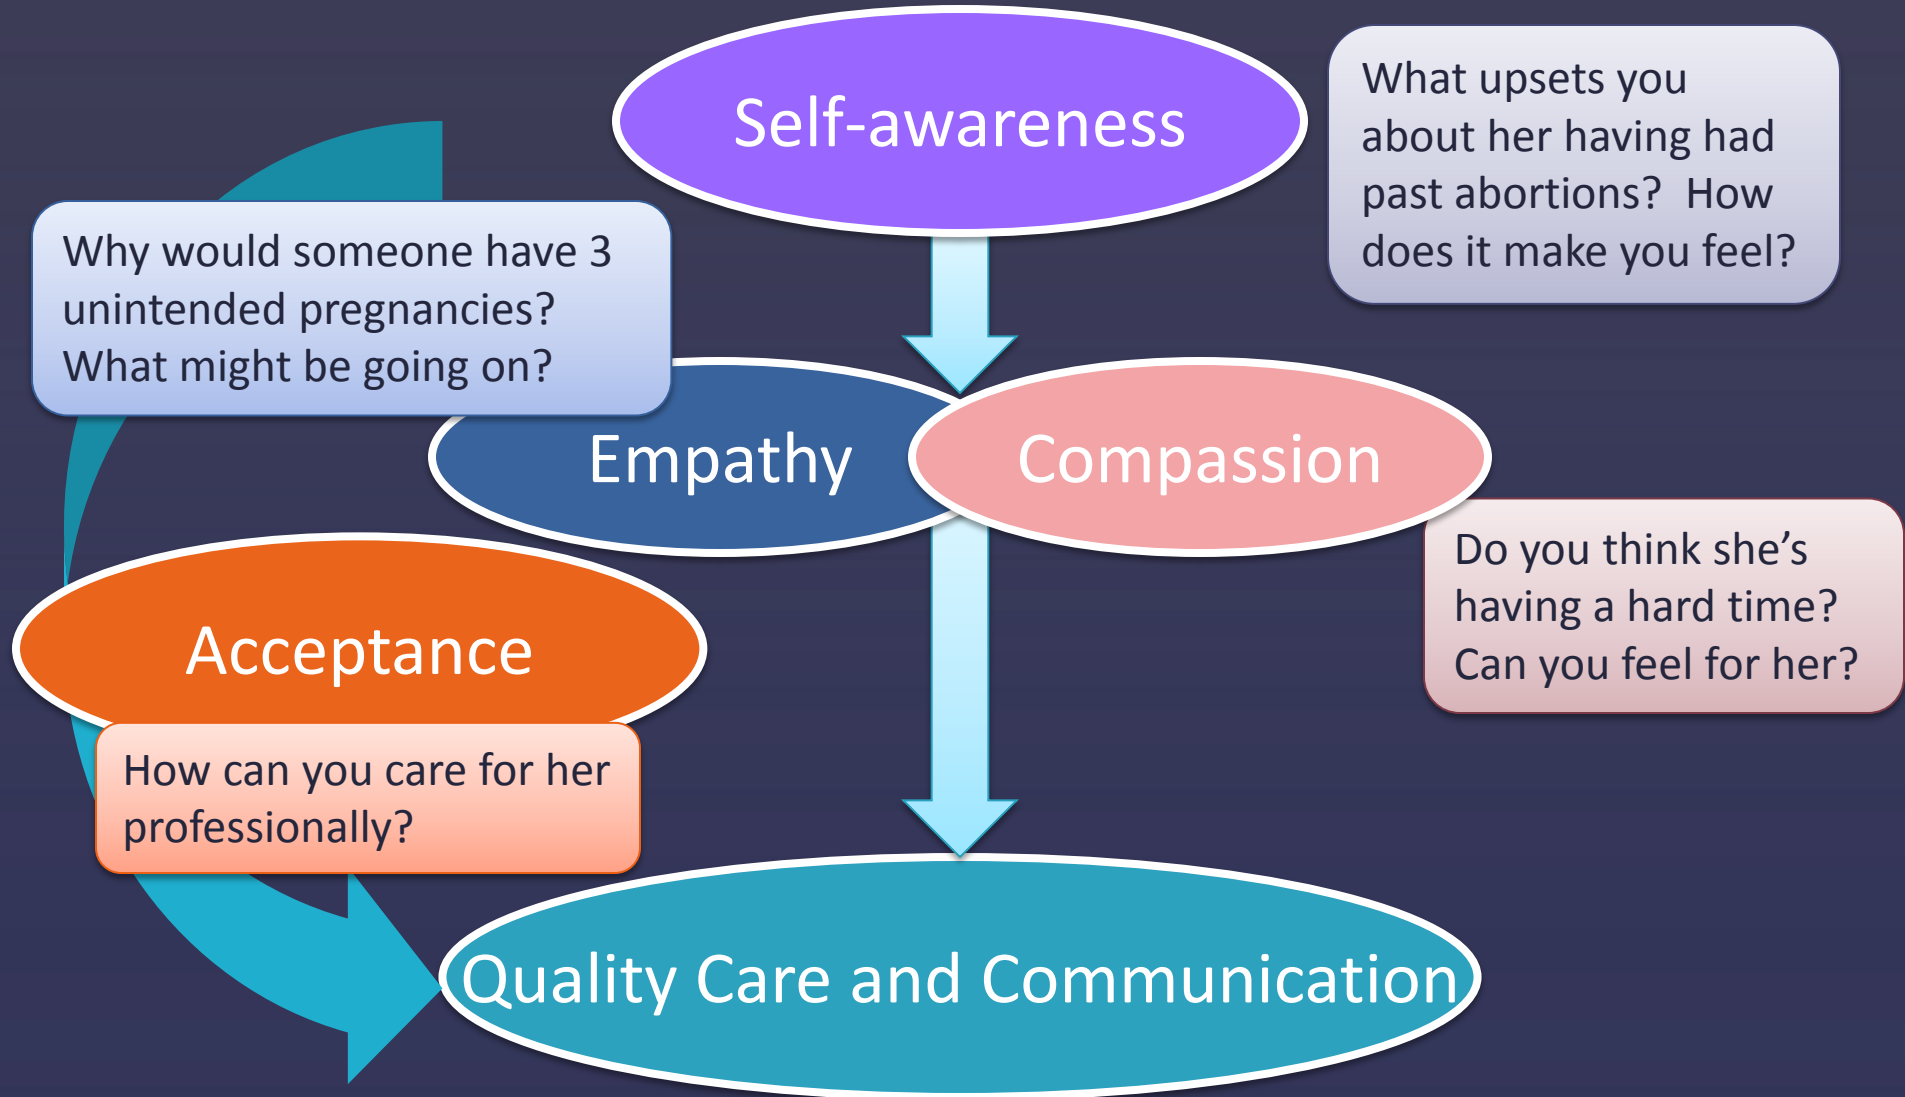 Self-awareness
What upsets you
about her having had
past abortions?  How
does it make you feel?
Why would someone have 3
unintended pregnancies?
What might be going on?
Empathy
Compassion
Do you think she’s
having a hard time?
Can you feel for her?
Acceptance
How can you care for her
professionally?
Quality Care and Communication